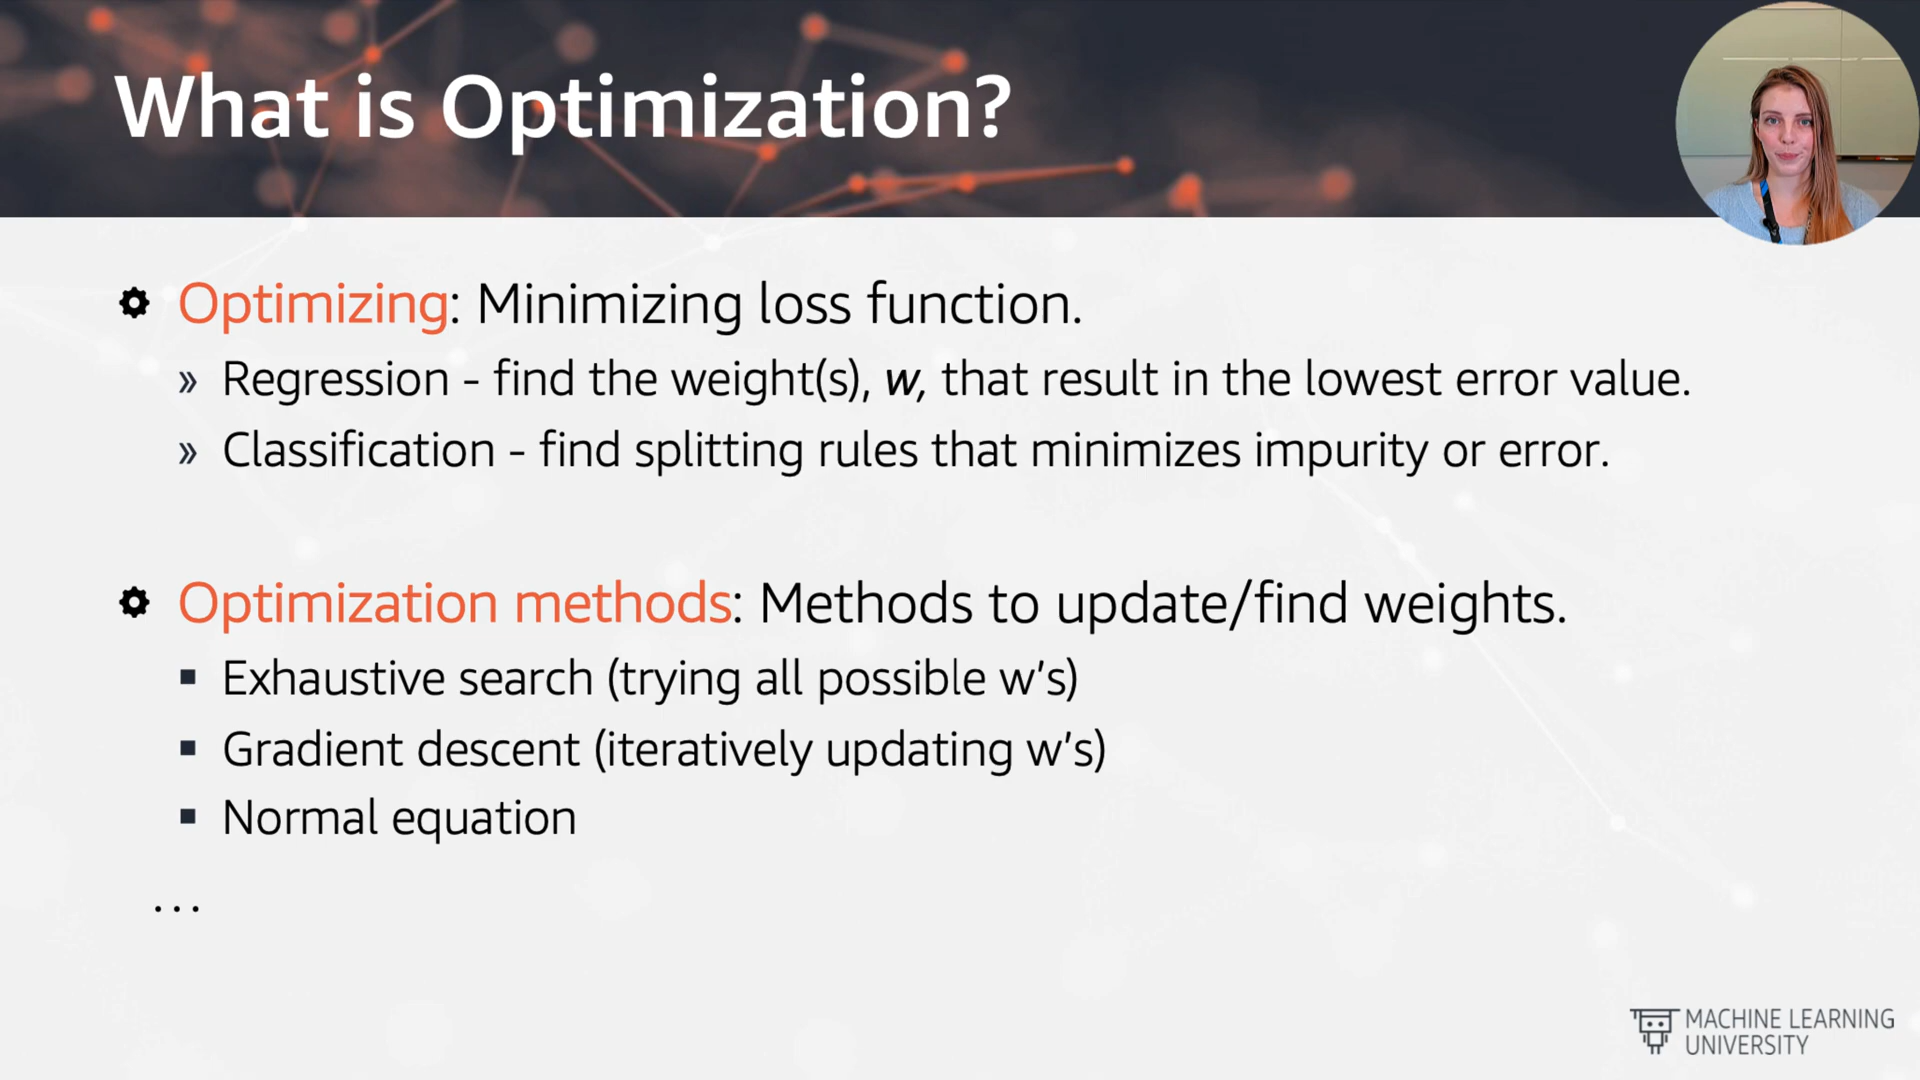 What is Optimization?
Optimizing: Minimizing loss function.
» Regression - find the weight(s), w, that result in the lowest error value.
» Classification - find splitting rules that minimizes impurity or error.
Optimization methods: Methods to update/find weights.
▪ Exhaustive search (trying all possible w’s)
▪ Gradient descent (iteratively updating w’s)
▪ Normal equation
...
MACHINE LEARNING
UNIVERSITY